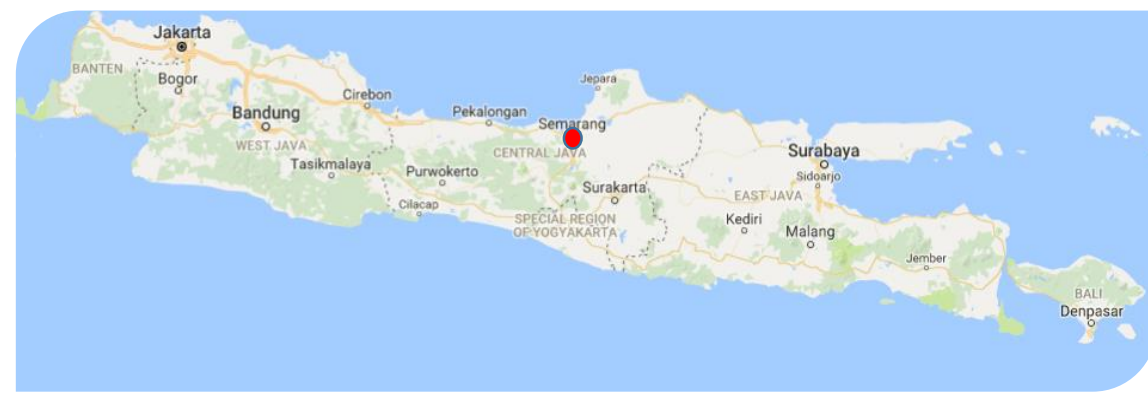 Jakarta
BANTEN
Bogor
Jepara
Cirebon
Bandung
Pekalongan
Semarang
WEST JAVA
CENTRAL JAVA
Surabaya
Tasikmalaya
Purwokerto
Sidoarjo
Surakarta
EAST JAVA
Cilacap
SPECIAL REGION
OF YOGYAKARTA
Kediri
Malang
Jember
BALI
Denpasar